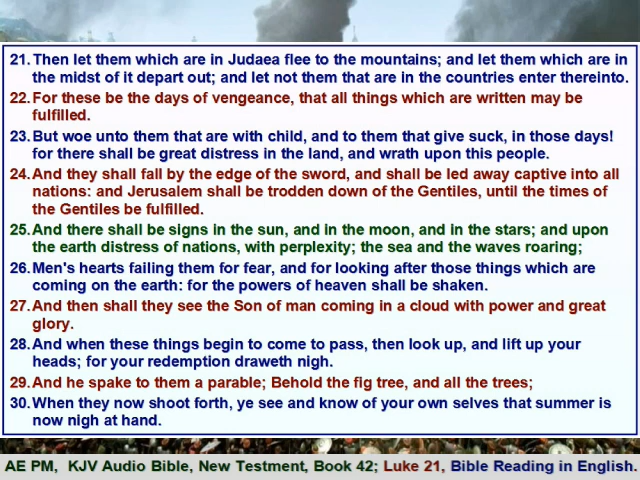 21. Then let them which are in Judaea flee to the mountains; and let them which are in
the midst of it depart out; and let not them that are in the countries enter thereinto.
22. For these be the days of vengeance, that all things which are written may be
fulfilled.
23. But woe unto them that are with child, and to them that give suck, in those days!
for there shall be great distress in the land, and wrath upon this people.
24. And they shall fall by the edge of the sword, and shall be led away captive into all
nations: and Jerusalem shall be trodden down of the Gentiles, until the times of
the Gentiles be fulfilled.
25. And there shall be signs in the sun, and in the moon, and in the stars; and upon
the earth distress of nations, with perplexity; the sea and the waves roaring;
26. Men's hearts failing them for fear, and for looking after those things which are
coming on the earth: for the powers of heaven shall be shaken.
27. And then shall they see the Son of man coming in a cloud with power and great
glory.
28. And when these things begin to come to pass, then look up, and lift up your
heads; for your redemption draweth nigh.
29. And he spake to them a parable; Behold the fig tree, and all the trees;
30. When they now shoot forth, ye see and know of your own selves that summer is
now nigh at hand.
AE PM, KJV Audio Bible, New Testment, Book 42; Luke 21, Bible Reading in English.